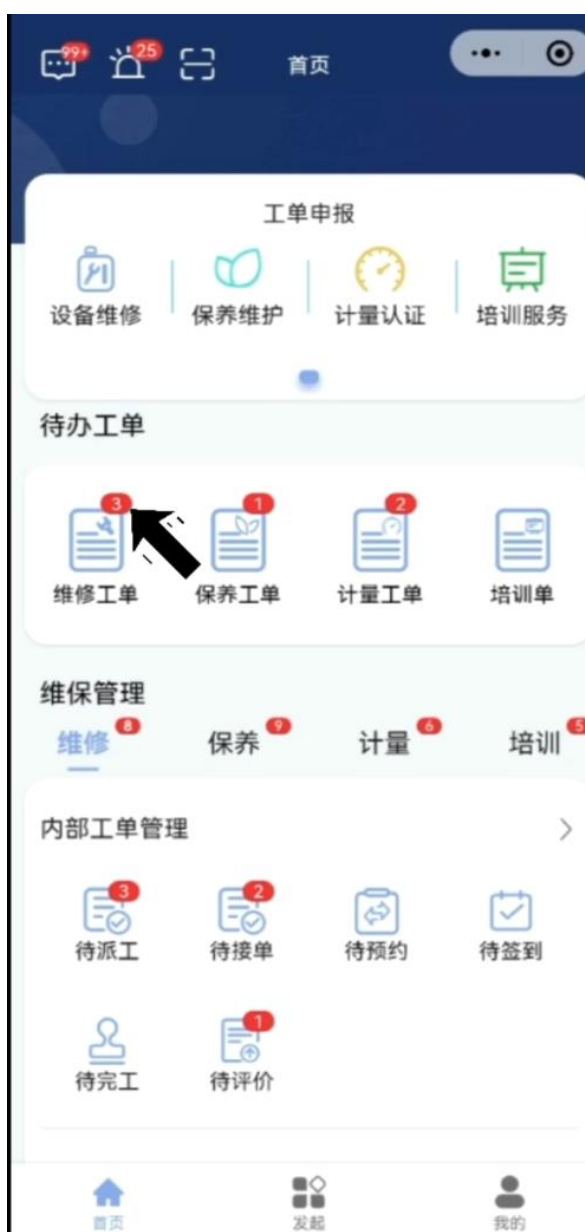 99+ 25 首页
工单申报
设备维修 保养维护 计量认证 培训服务
待办工单
3 1 2
维修工单 保养工单 计量工单 培训单
维保管理
维修 8 保养 9 计量 6 培训 5
内部工单管理
3 2
待派工 待接单 待预约 待签到
1
待完工 待评价
首页 发起 我的